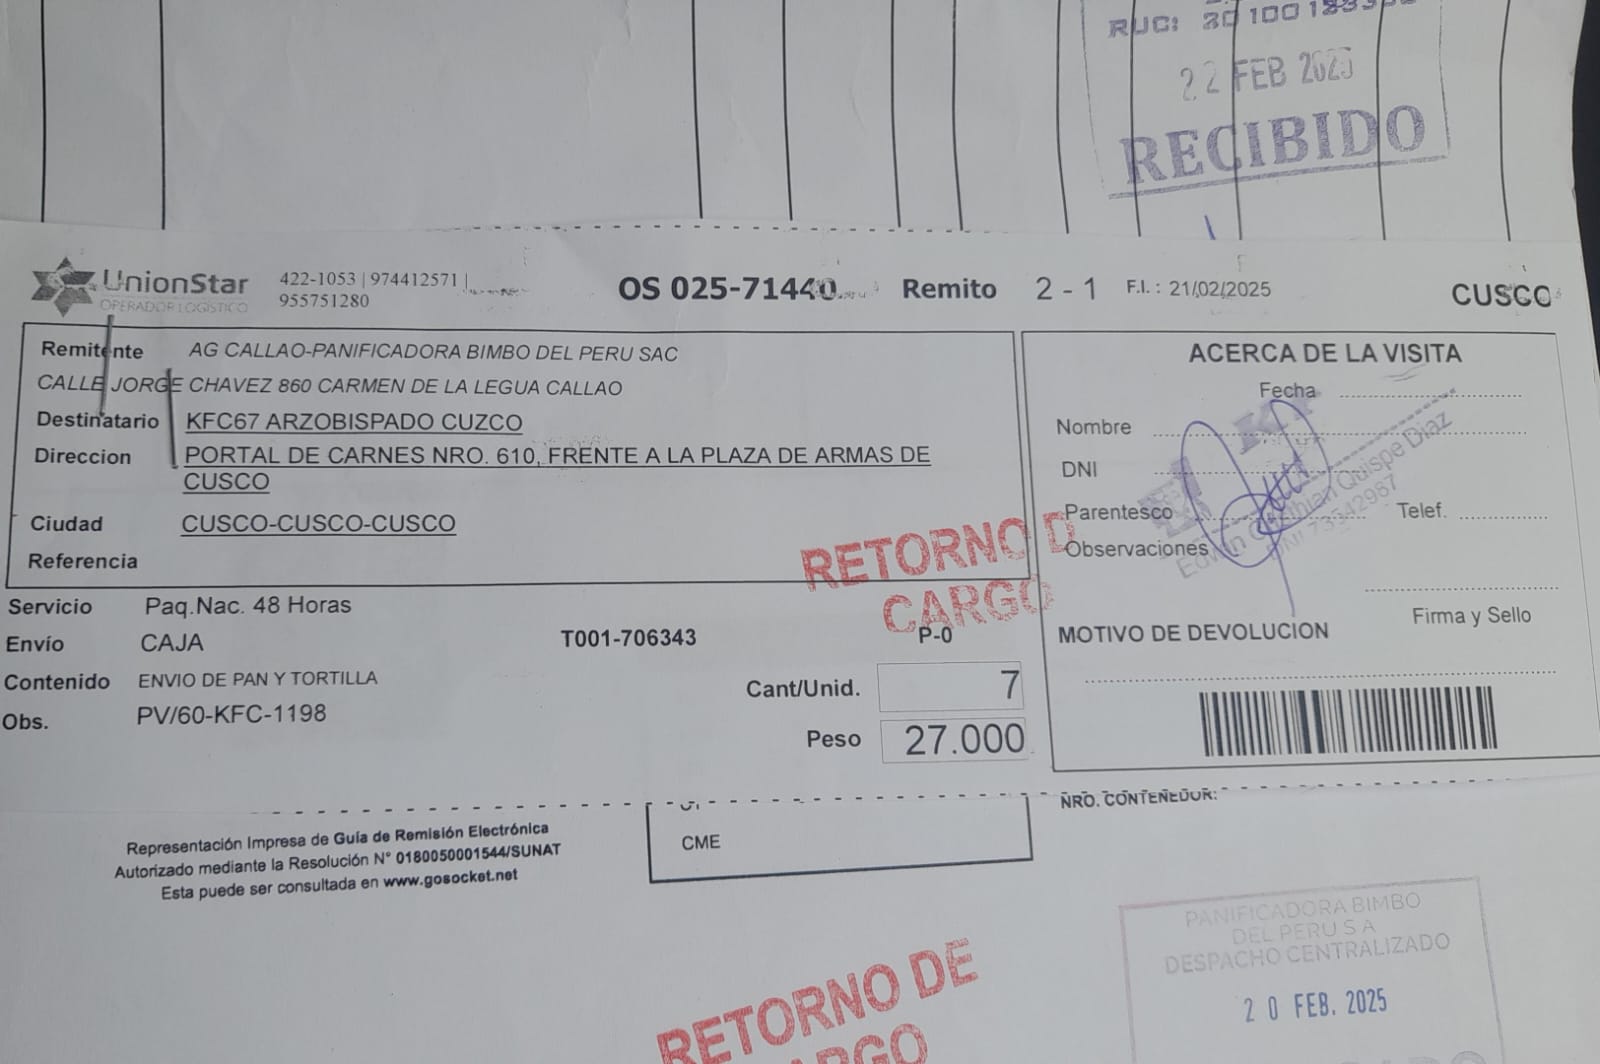 RUC:
22 FEB 2025
RECIBIDO
UnionStar
OPERADOR LOGISTICO
422-1053 | 974412571 |
955751280
OS 025-71440
Remito 2 - 1 F.I. : 21/02/2025
CUSCO
Remitente AG CALLAO-PANIFICADORA BIMBO DEL PERU SAC
CALLE JORGE CHAVEZ 860 CARMEN DE LA LEGUA CALLAO
Destinatario KFC67 ARZOBISPADO CUZCO
Direccion PORTAL DE CARNES NRO. 610, FRENTE A LA PLAZA DE ARMAS DE
CUSCO
Ciudad CUSCO-CUSCO-CUSCO
Referencia
RETORNO D
CARGO
Servicio Paq.Nac. 48 Horas
Envío CAJA
T001-706343
P-0
Contenido ENVIO DE PAN Y TORTILLA
Obs. PV/60-KFC-1198
Cant/Unid. 7
Peso 27.000
ACERCA DE LA VISITA
Fecha
Nombre
DNI
Parentesco
Telef.
Observaciones
Quispe Diaz
Firma y Sello
MOTIVO DE DEVOLUCION
NRO. CONTENEDOR:
CME
Representación Impresa de Guía de Remisión Electrónica
Autorizado mediante la Resolución N° 0180050001544/SUNAT
Esta puede ser consultada en www.gosocket.net
RETORNO DE
CARGO
PANIFICADORA BIMBO
DEL PERU S A
DESPACHO CENTRALIZADO
20 FEB. 2025